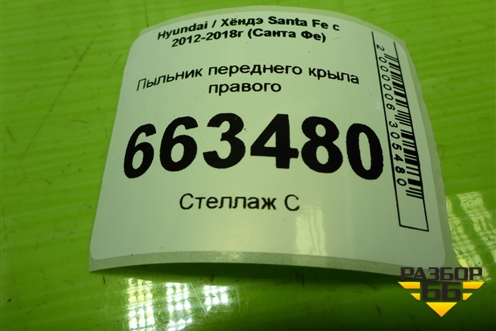 Hyundai / Хёндэ Santa Fe с
2012-2018г (Санта Фе)
Пыльник переднего крыла
правого
663480
Стеллаж С
2000006305480
РАЗБОР
66